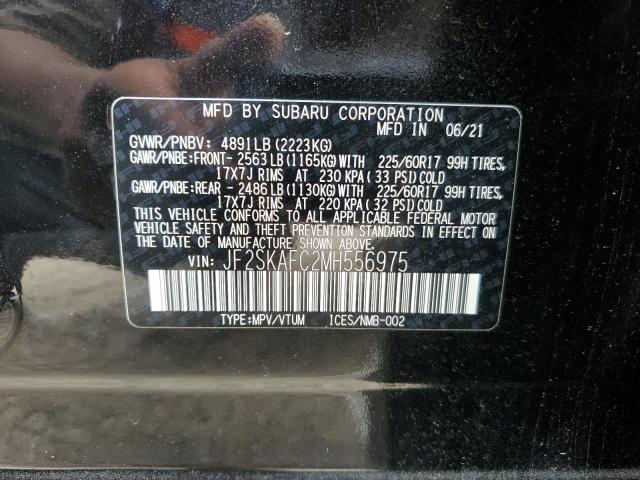 MFD BY SUBARU CORPORATION
MFD IN 06/21
GVWR/PNBV: 4891LB (2223KG)
GAWR/PNBE:FRONT- 2563LB (1165KG) WITH 225/60R17 99H TIRES,
17X7J RIMS AT 230 KPA ( 33 PSI) COLD
GAWR/PNBE:REAR - 2486LB (1130KG) WITH 225/60R17 99H TIRES,
17X7J RIMS AT 220 KPA ( 32 PSI) COLD
THIS VEHICLE CONFORMS TO ALL APPLICABLE FEDERAL MOTOR
VEHICLE SAFETY AND THEFT PREVENTION STANDARDS IN
EFFECT ON THE DATE OF MANUFACTURE SHOWN ABOVE.
VIN: JF2SKAFC2MH556975
TYPE:MPV/VTUM ICES/NMB-002